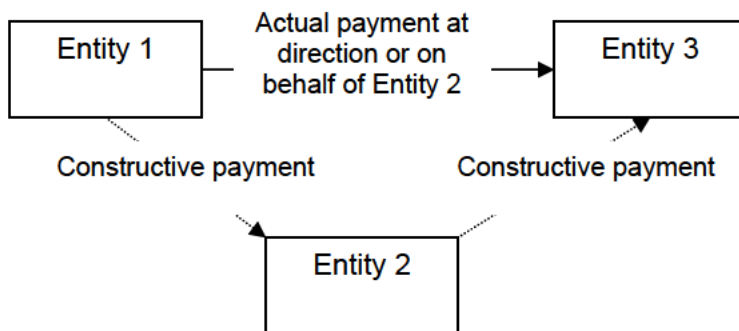 Entity 1
Actual payment at
direction or on
behalf of Entity 2
Entity 3
Constructive payment
Constructive payment
Entity 2